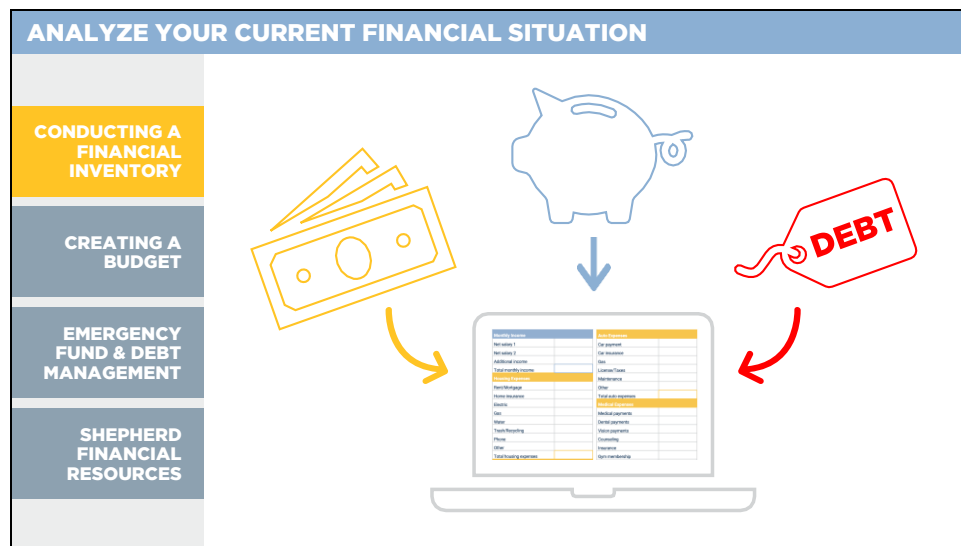 ANALYZE YOUR CURRENT FINANCIAL SITUATION
CONDUCTING A
FINANCIAL
INVENTORY
CREATING A
BUDGET
EMERGENCY
FUND & DEBT
MANAGEMENT
SHEPHERD
FINANCIAL
RESOURCES
DEBT
Monthly Income
Net salary 1
Net salary 2
Additional income
Total monthly income
Housing Expenses
Rent/Mortgage
Home Insurance
Electric
Gas
Water
Trash/Recycling
Phone
Other
Total housing expenses
Auto Expenses
Car payment
Car insurance
Gas
License/Taxes
Maintenance
Other
Total auto expenses
Medical Expenses
Medical payments
Dental payments
Vision payments
Counseling
Insurance
Gym membership